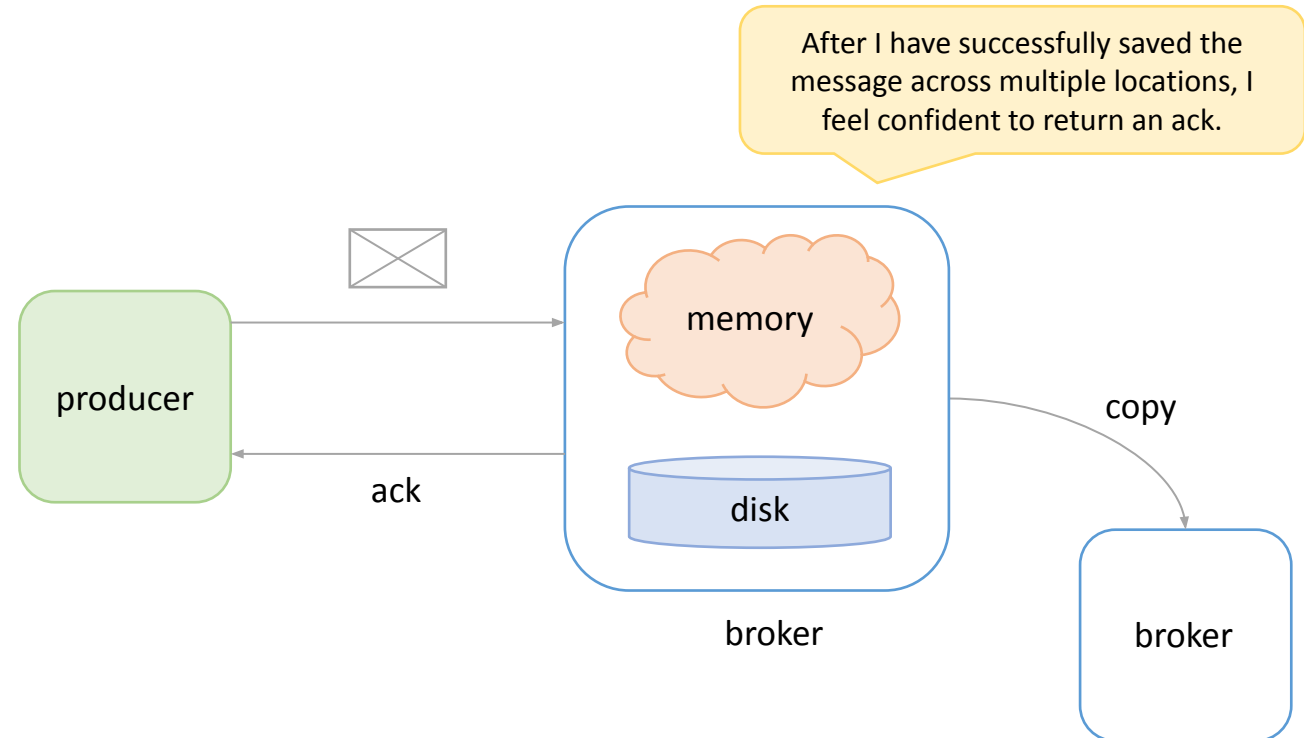 After I have successfully saved the
message across multiple locations, I
feel confident to return an ack.
memory
producer
copy
ack
disk
broker
broker